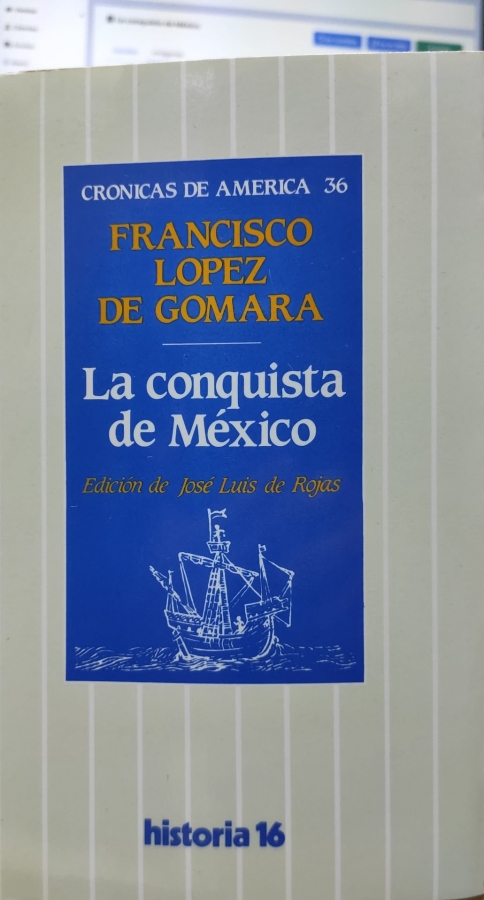 CRONICAS DE AMERICA 36
FRANCISCO
LOPEZ
DE GOMARA
La conquista
de México
Edición de José Luis de Rojas
historia 16